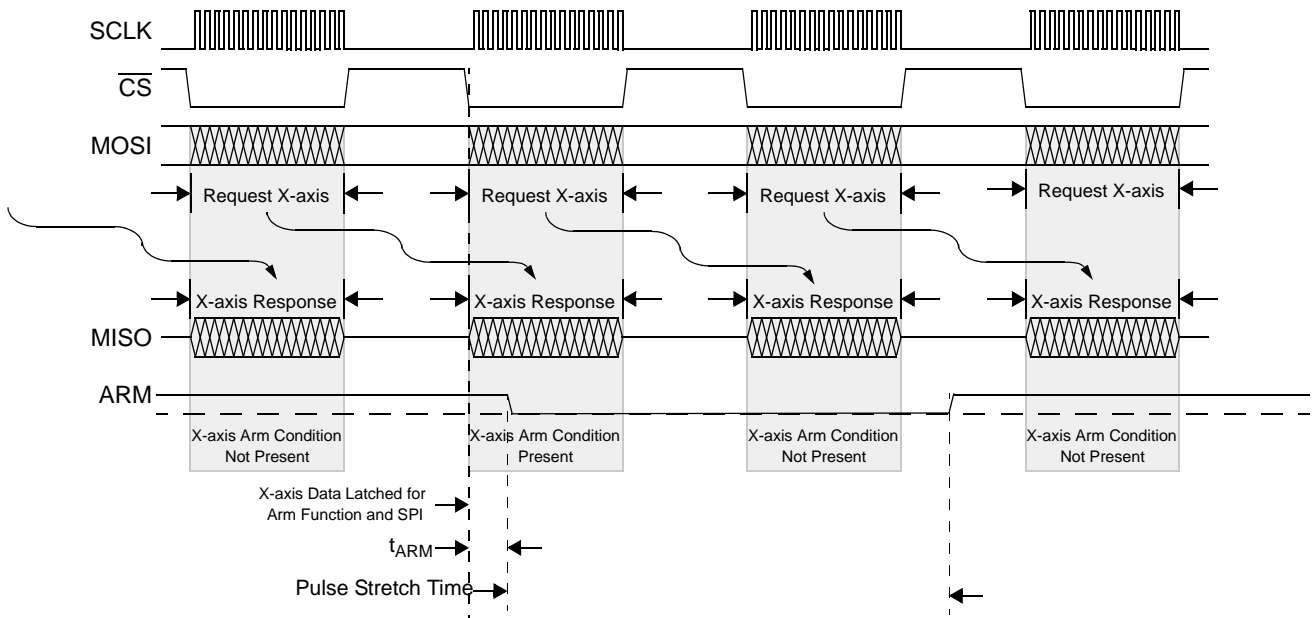 SCLK
CS
MOSI
Request X-axis
Request X-axis
Request X-axis
Request X-axis
X-axis Response
X-axis Response
X-axis Response
X-axis Response
MISO
ARM
X-axis Arm Condition
Not Present
X-axis Arm Condition
Present
X-axis Arm Condition
Not Present
X-axis Arm Condition
Not Present
X-axis Data Latched for
Arm Function and SPI
tARM
Pulse Stretch Time